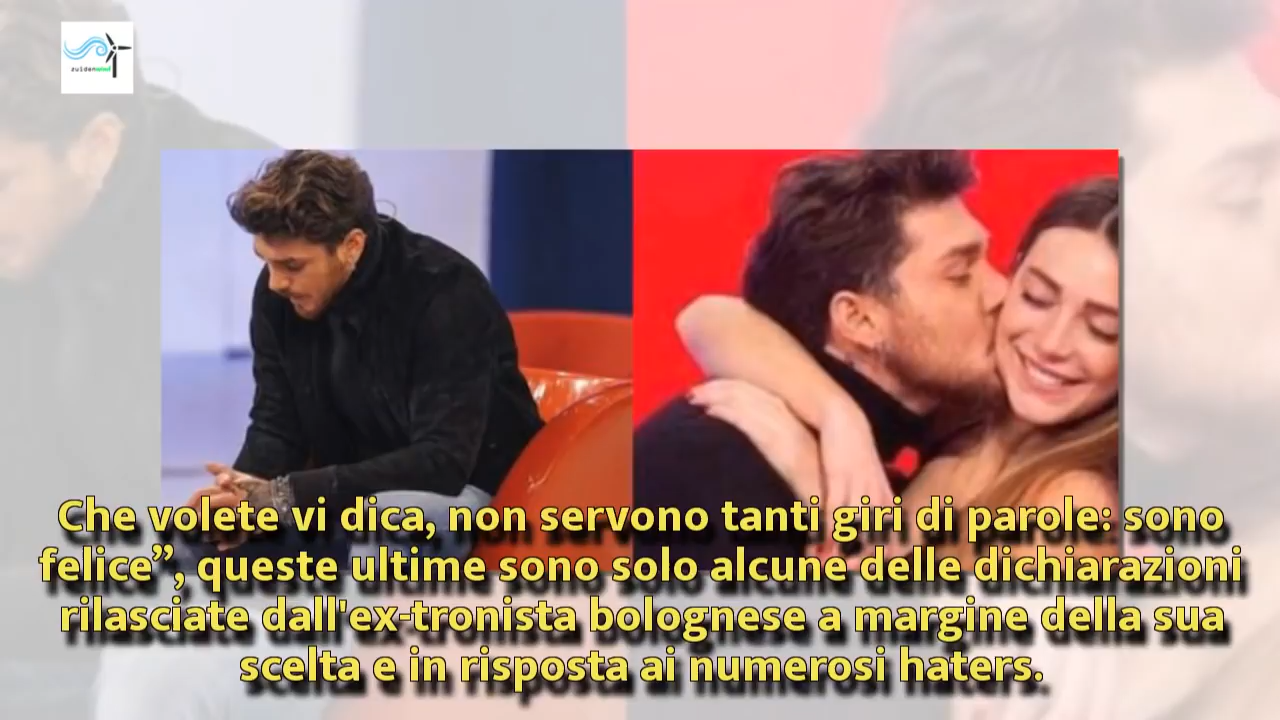 zuidenwind
Che volete vi dica, non servono tanti giri di parole: sono
felice”, queste ultime sono solo alcune delle dichiarazioni
rilasciate dall'ex-tronista bolognese a margine della sua
scelta e in risposta ai numerosi haters.